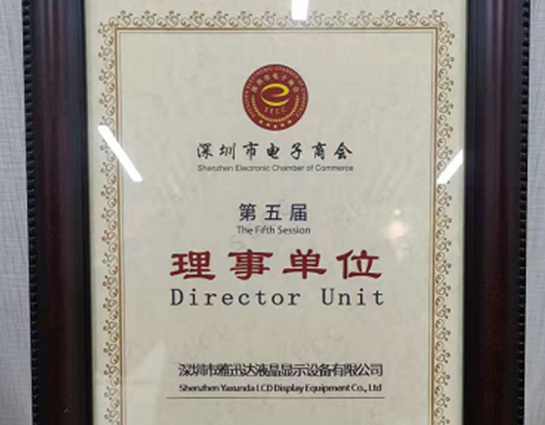 SECC
深圳市电子商会
Shenzhen Electronic Chamber of Commerce
第五届
The Fifth Session
理事单位
Director Unit
深圳市雅迅达液晶显示设备有限公司
Shenzhen Yaxunda LCD Display Equipment Co., Ltd